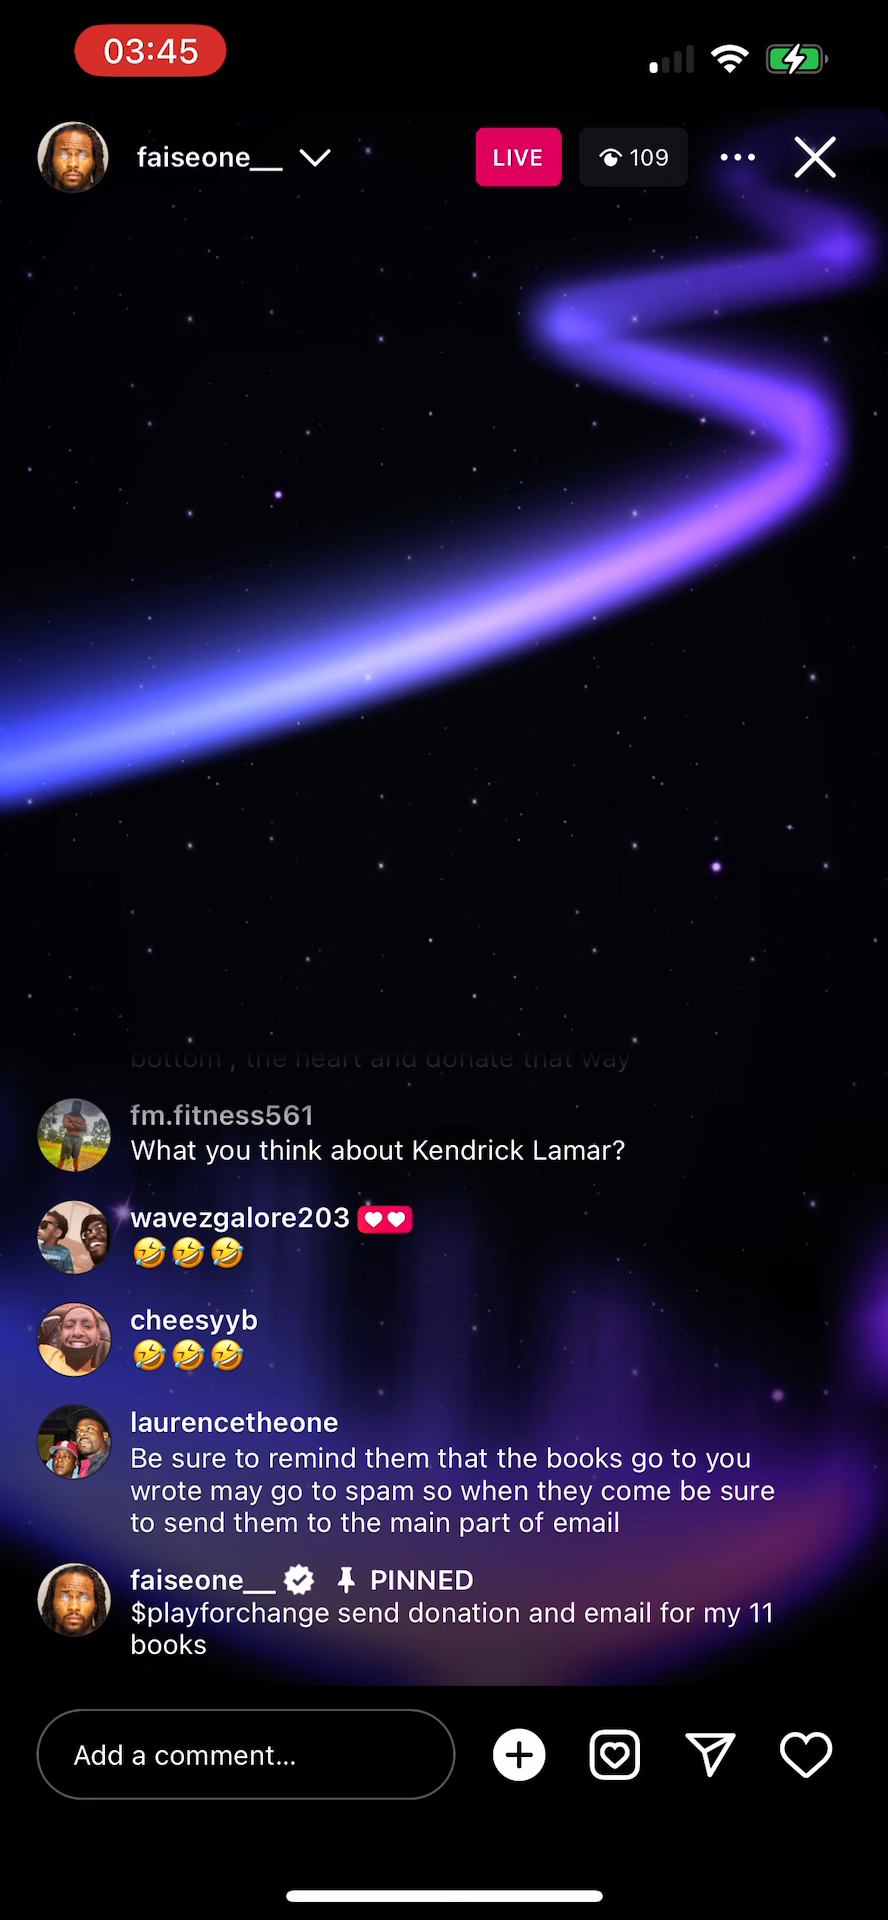 03:45
faiseone__
LIVE
109
bottom , the heart and donate that way
fm.fitness561
What you think about Kendrick Lamar?
wavezgalore203
🤣🤣🤣
cheesyyb
🤣🤣🤣
laurencetheone
Be sure to remind them that the books go to you
wrote may go to spam so when they come be sure
to send them to the main part of email
faiseone__ PINNED
$playforchange send donation and email for my 11
books
Add a comment...